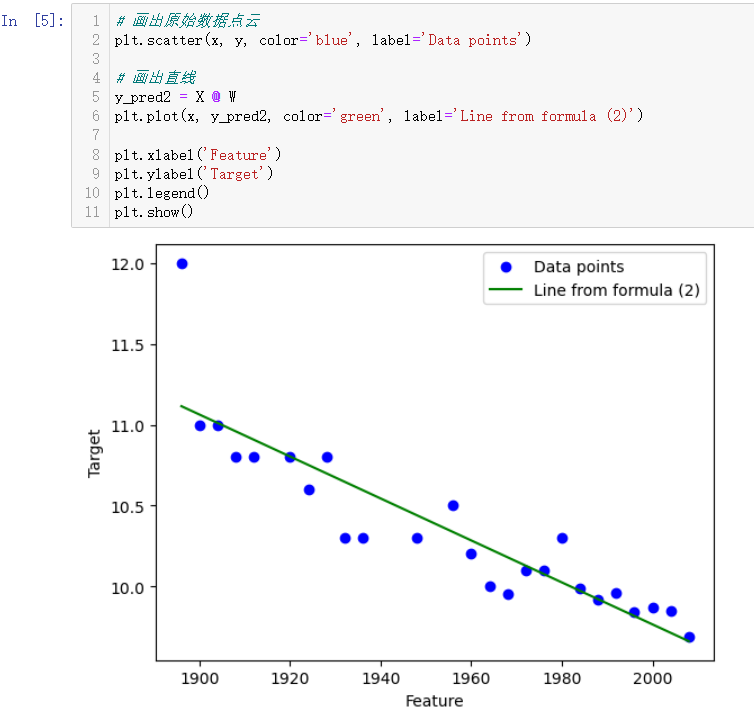 In [5]:
1 # 画出原始数据点云
2 plt.scatter(x, y, color='blue', label='Data points')
3
4 # 画出直线
5 y_pred2 = X @ W
6 plt.plot(x, y_pred2, color='green', label='Line from formula (2)')
7
8 plt.xlabel('Feature')
9 plt.ylabel('Target')
10 plt.legend()
11 plt.show()
Data points
Line from formula (2)
12.0
11.5
11.0
10.5
10.0
Target
1900 1920 1940 1960 1980 2000
Feature